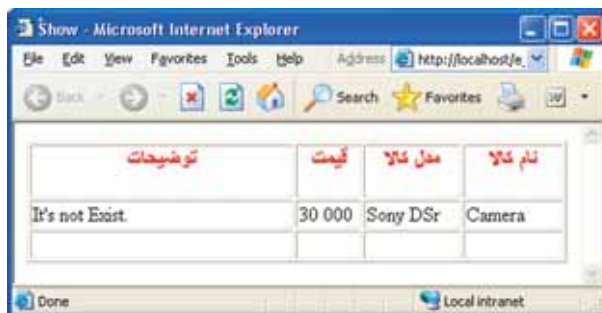 Show - Microsoft Internet Explorer
File Edit View Favorites Tools Help Address http://localhost/e_
Back Search Favorites W
نام کالا مدل کالا قیمت توضیحات
It's not Exist. 30 000 Sony DSr Camera
Done Local intranet